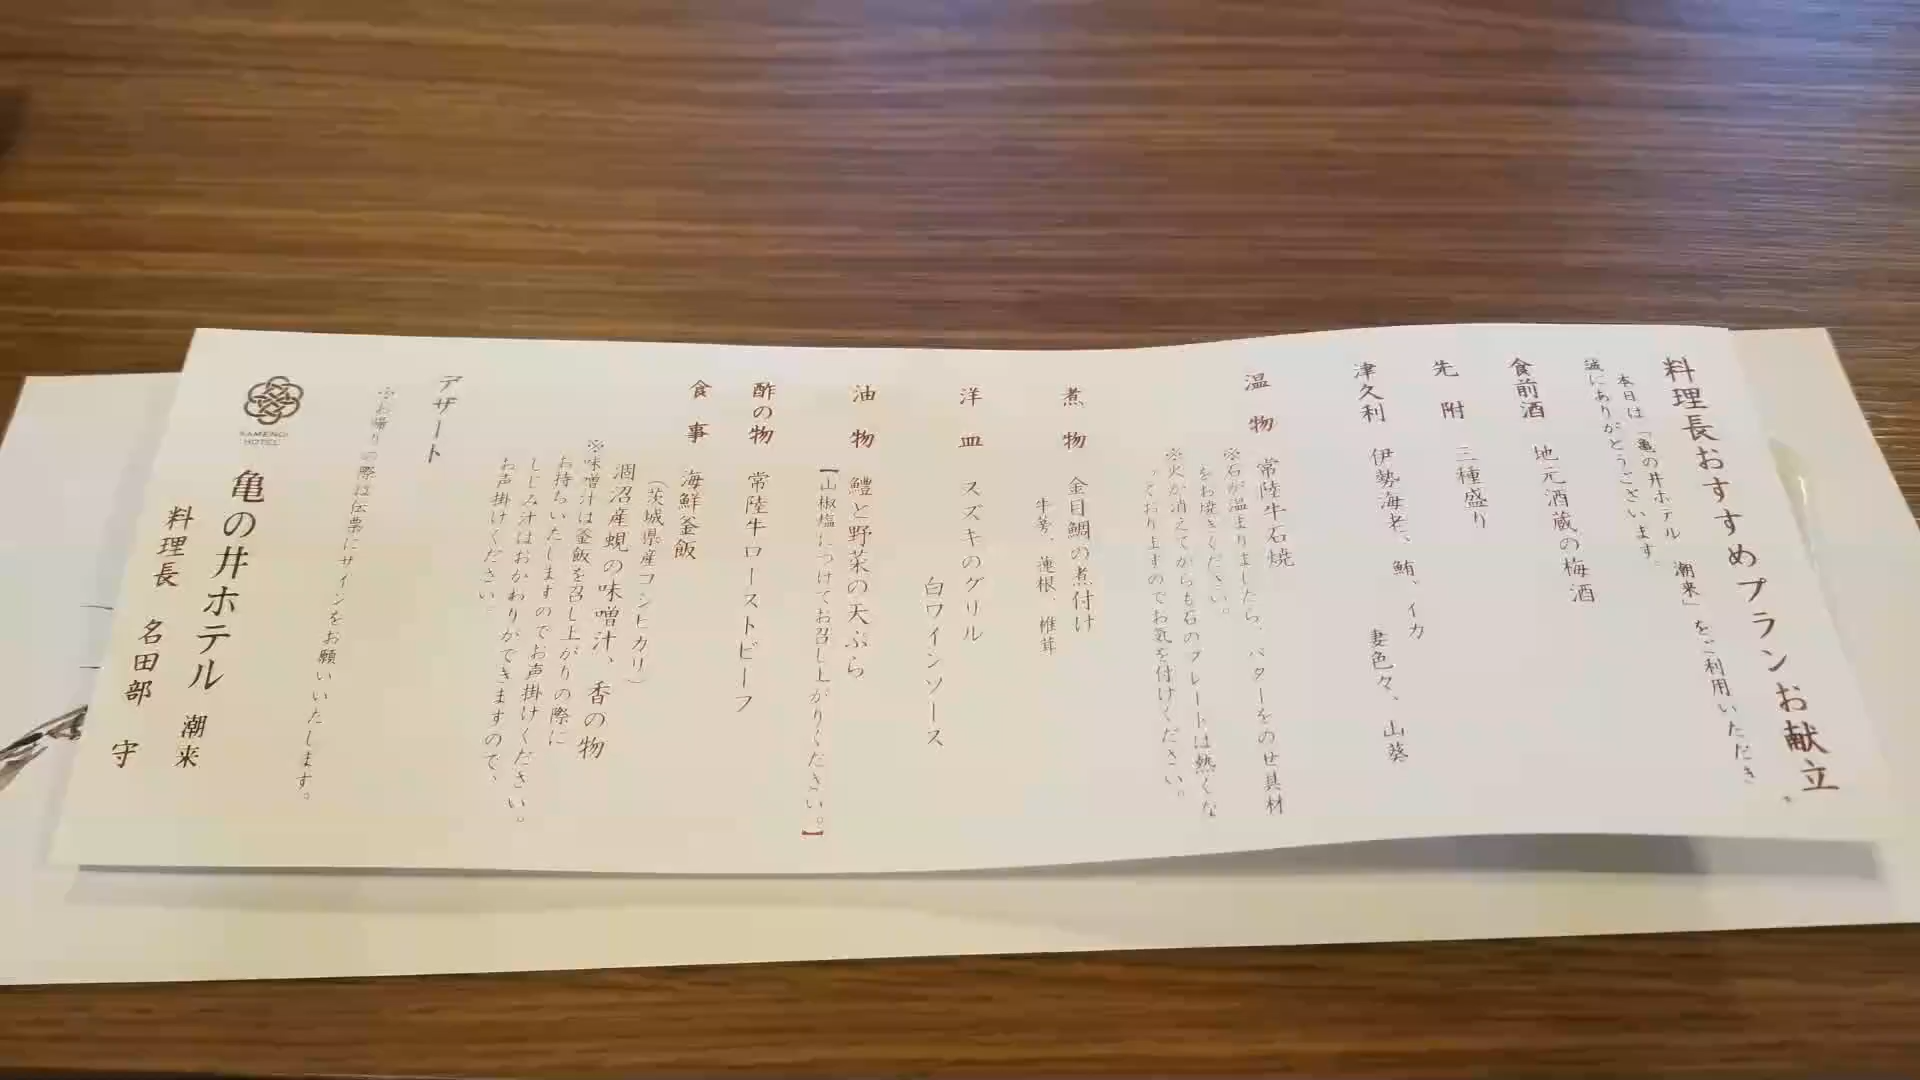 料理長おすすめプランお献立
本日は「亀の井ホテル 潮来」をご利用いただき、
誠にありがとうございます。
食前酒 地元酒蔵の梅酒
先附 三種盛り
津久利 伊勢海老、鮪、イカ
妻色々、山葵
温物 常陸牛石焼
※石が温まりましたら、バターをのせ具材
をお焼きください。
※火が消えてからも石のプレートは熱くな
っておりますのでお気を付けください。
煮物 金目鯛の煮付け
牛蒡、蓮根、椎茸
洋皿 スズキのグリル
白ワインソース
油物 鱧と野菜の天ぷら
【山椒塩につけてお召し上がりください。】
酢の物 常陸牛ローストビーフ
食事 海鮮釜飯
(茨城県産コシヒカリ)
涸沼産蜆の味噌汁、香の物
※味噌汁は釜飯を召し上がりの際に
お持ちいたしますのでお声掛けください。
しじみ汁はおかわりができますので、
お声掛けください。
デザート
※お帰りの際は伝票にサインをお願いいたします。
KAMENOI
HOTEL
亀の井ホテル 潮来
料理長 名田部 守